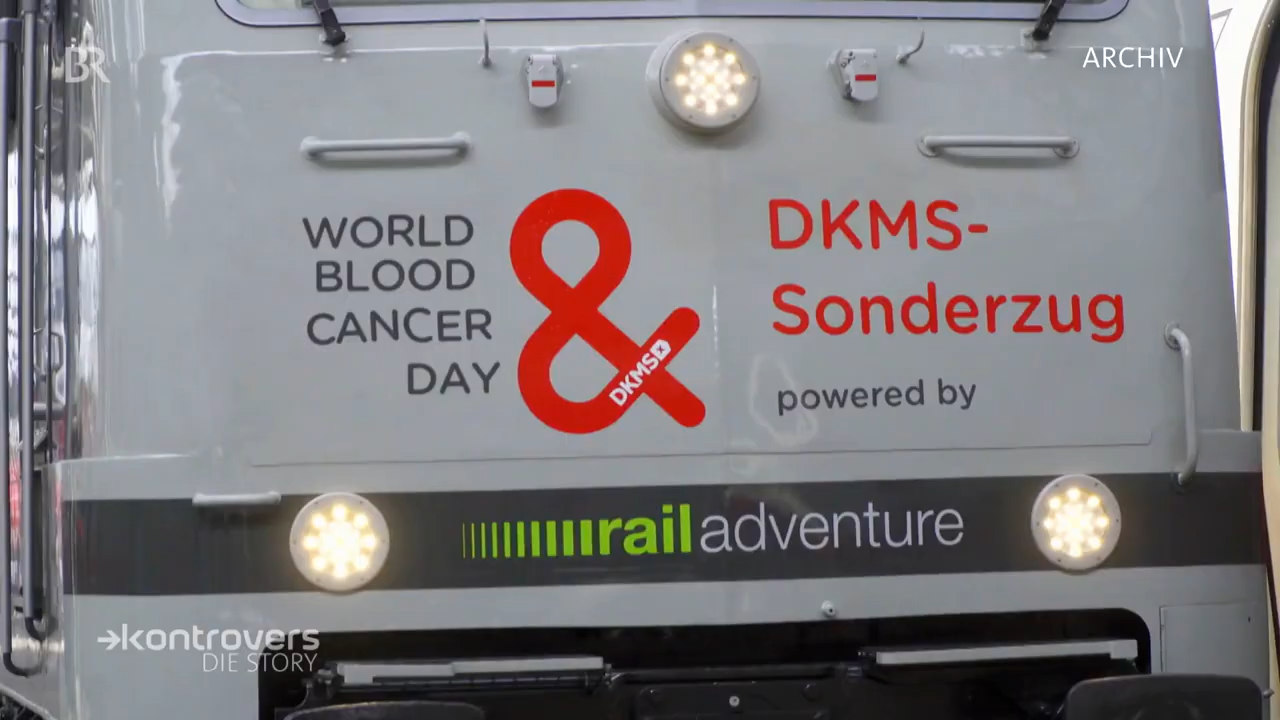 BR
ARCHIV
WORLD
BLOOD
CANCER
DAY
DKMS
DKMS-
Sonderzug
powered by
railadventure
kontrovers
DIE STORY